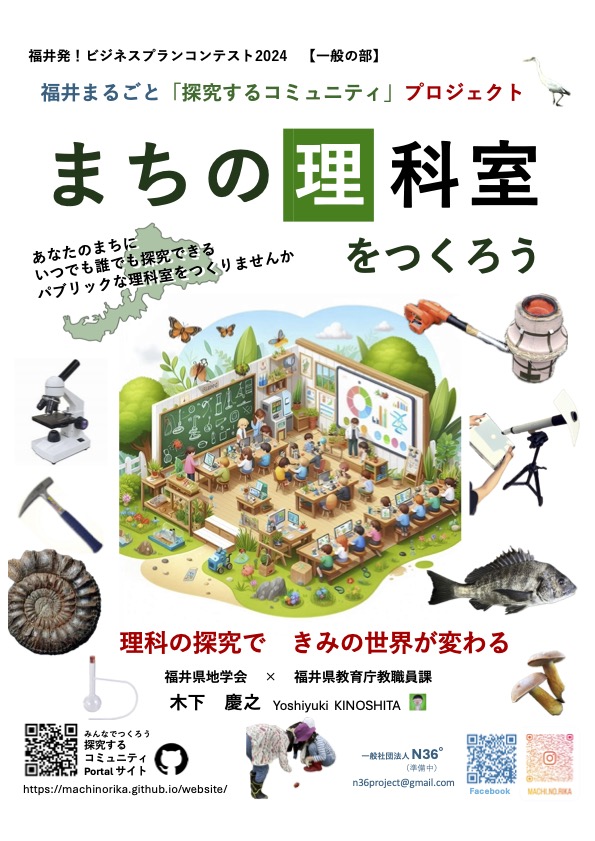 福井発！ビジネスプランコンテスト2024　【一般の部】
福井まるごと「探究するコミュニティ」プロジェクト
まちの理科室
をつくろう
あなたのまちに
いつでも誰でも探究できる
パブリックな理科室をつくりませんか
理科の探究で　きみの世界が変わる
福井県地学会　×　福井県教育庁教職員課
木下　慶之　Yoshiyuki KINOSHITA
みんなでつくろう
探究する
コミュニティ
Portal サイト
https://machinorika.github.io/website/
一般社団法人 N36°
（準備中）
n36project@gmail.com
Facebook
MACHI.NO.RIKA